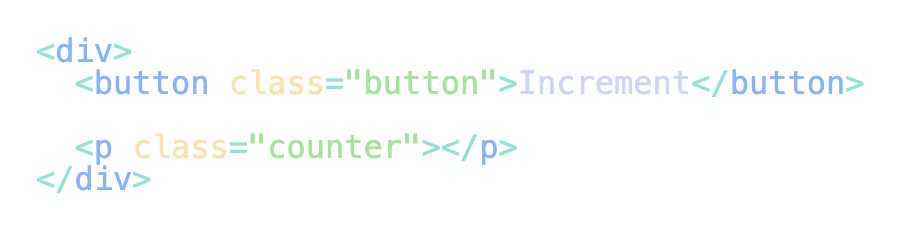 <div>
  <button class="button">Increment</button>

  <p class="counter"></p>
</div>